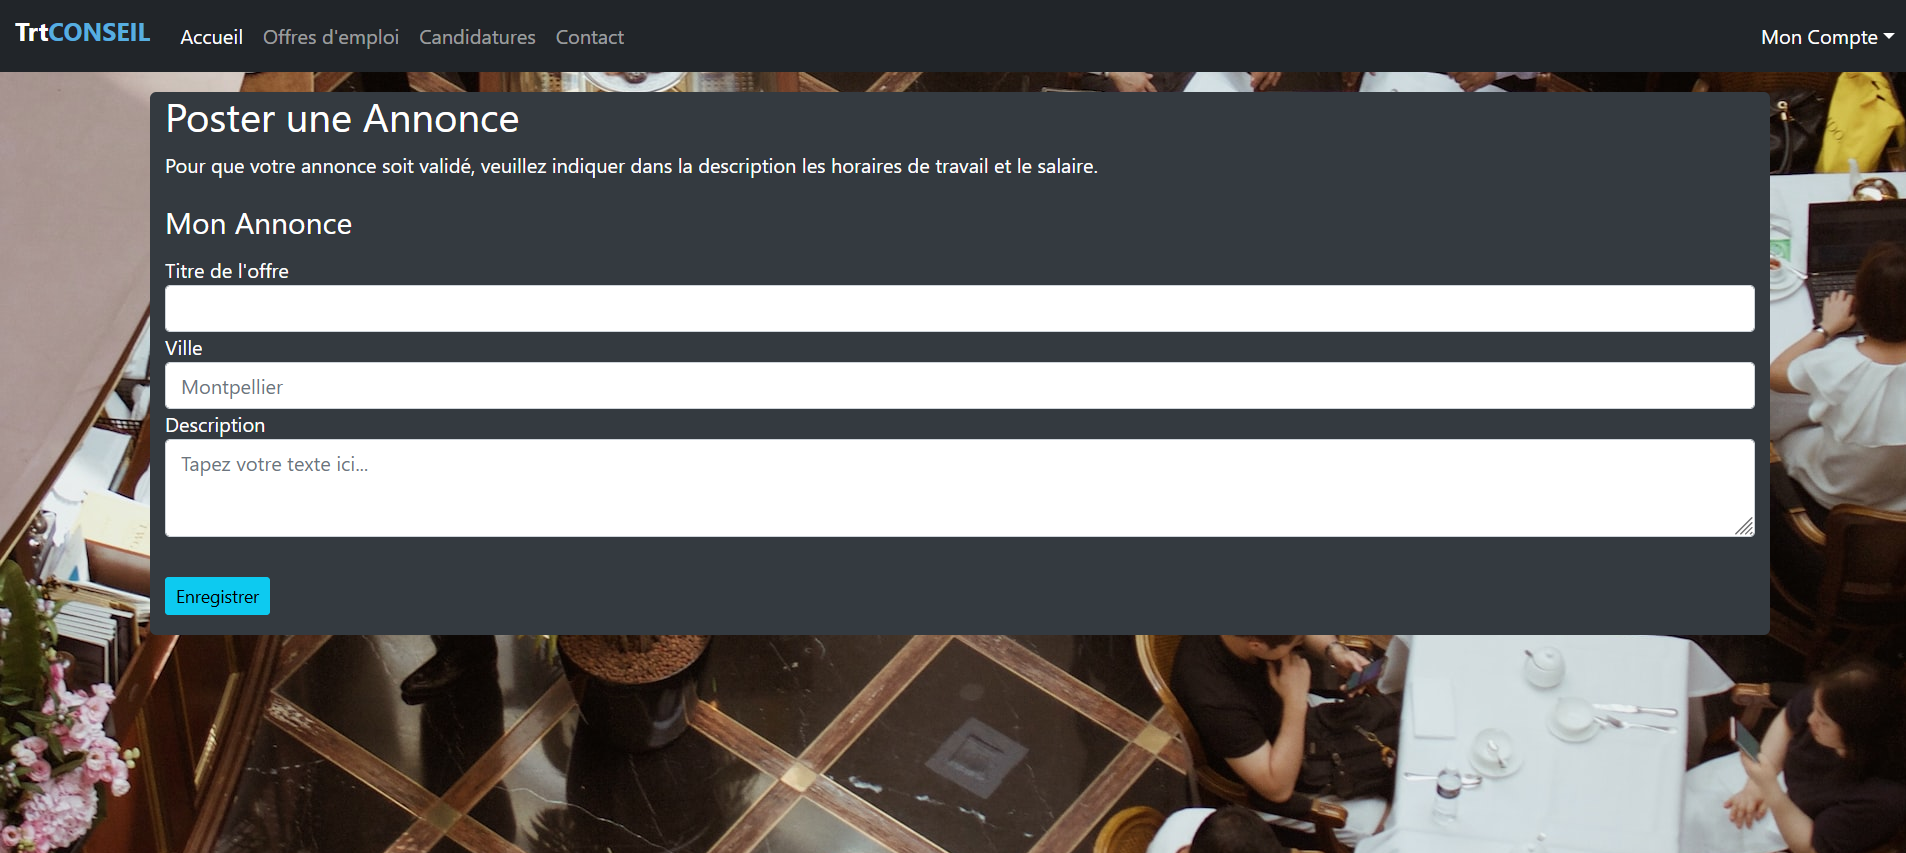 TrtCONSEIL
Accueil
Offres d'emploi
Candidatures
Contact
Mon Compte
Poster une Annonce
Pour que votre annonce soit validé, veuillez indiquer dans la description les horaires de travail et le salaire.
Mon Annonce
Titre de l'offre
Ville
Montpellier
Description
Tapez votre texte ici...
Enregistrer